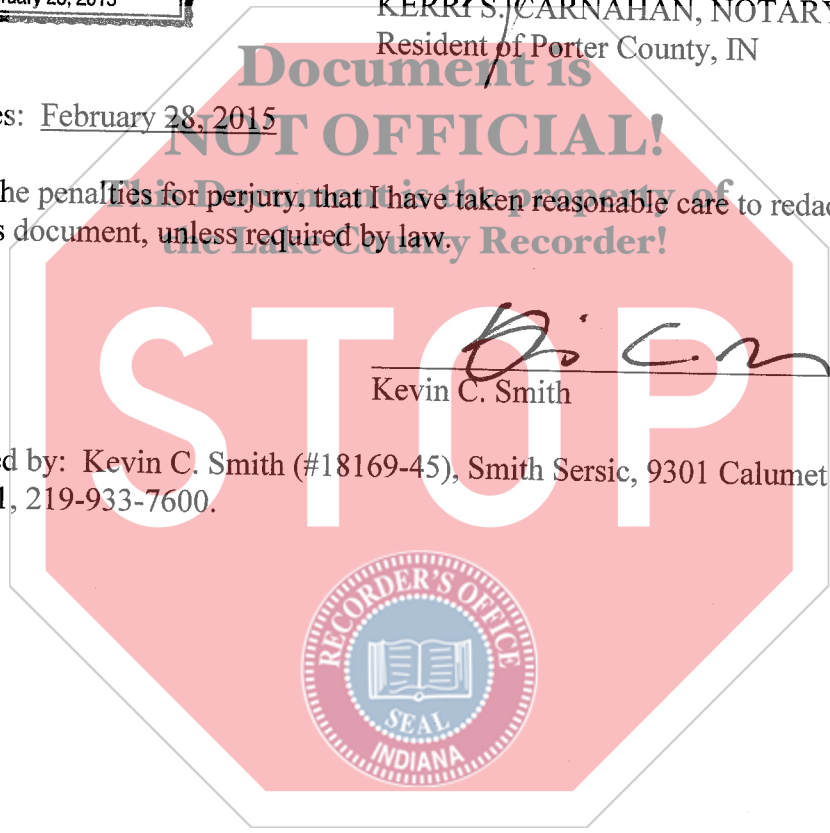 KERRI S. CARNAHAN, NOTARY
Resident of Porter County, IN
Document is
es: February 28, 2015
NOT OFFICIAL!
he penalties for perjury, that I have taken reasonable care to redac
This Document is the property of
s document, unless required by law.
the Lake County Recorder!
STOP
Kevin C. Smith
ed by: Kevin C. Smith (#18169-45), Smith Sersic, 9301 Calumet
1, 219-933-7600.
RECORDER'S OFFICE
SEAL
INDIANA